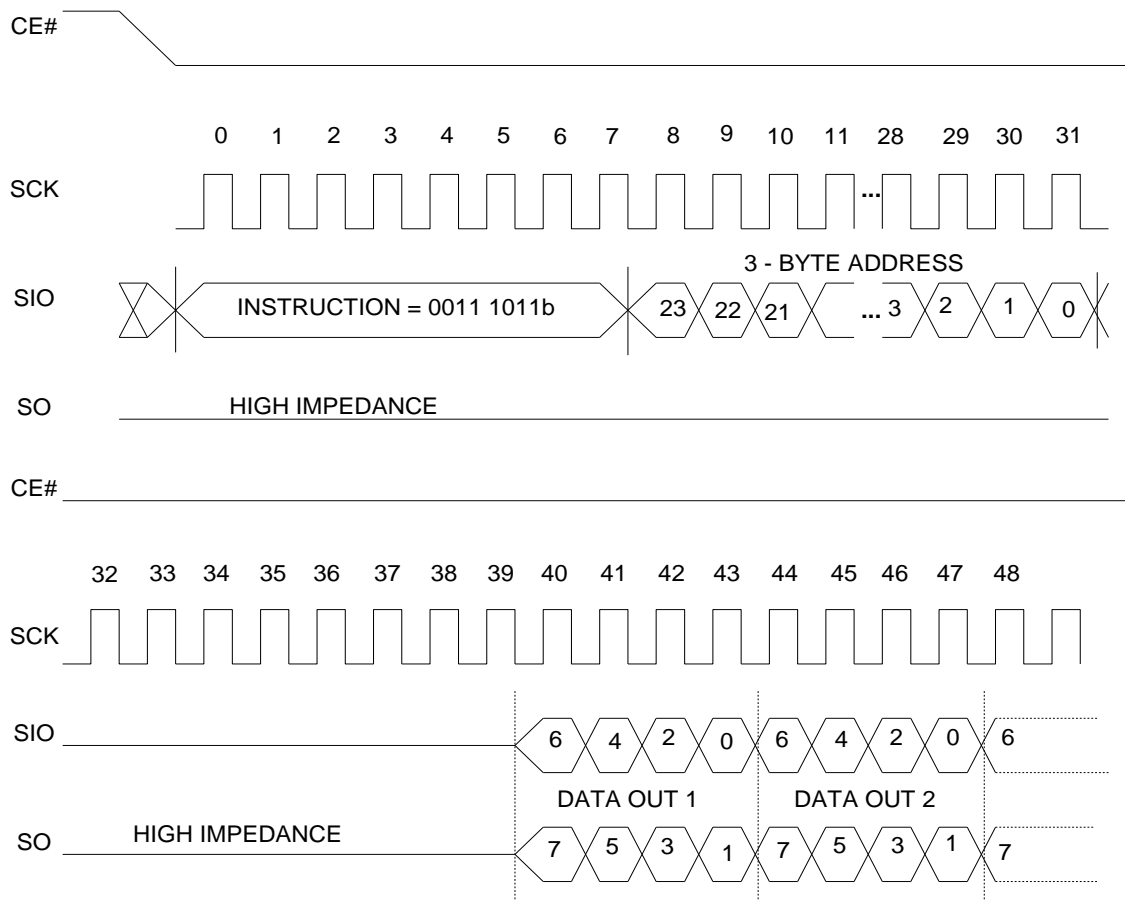 CE#
0 1 2 3 4 5 6 7 8 9 10 11 28 29 30 31
SCK ...
3 - BYTE ADDRESS
SIO INSTRUCTION = 0011 1011b 23 22 21 ... 3 2 1 0
SO HIGH IMPEDANCE
CE#
32 33 34 35 36 37 38 39 40 41 42 43 44 45 46 47 48
SCK
SIO 6 4 2 0 6 4 2 0 6
DATA OUT 1 DATA OUT 2
SO HIGH IMPEDANCE 7 5 3 1 7 5 3 1 7